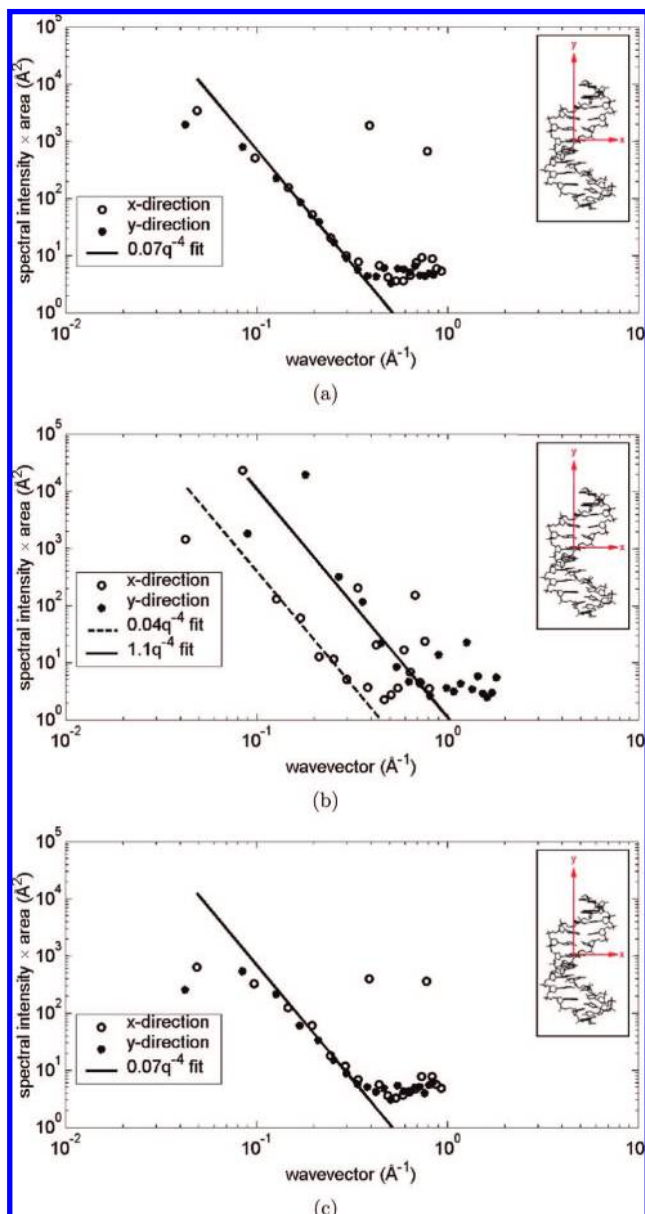 10^5
10^4
10^3
10^2
10^1
10^0
10^-2
10^-1
10^0
10
spectral intensity × area (Å^2)
wavevector (Å^-1)
x-direction
y-direction
0.07q^-4 fit
y
x
(a)
10^5
10^4
10^3
10^2
10^1
10^0
10^-2
10^-1
10^0
10
spectral intensity × area (Å^2)
wavevector (Å^-1)
x-direction
y-direction
0.04q^-4 fit
1.1q^-4 fit
y
x
(b)
10^5
10^4
10^3
10^2
10^1
10^0
10^-2
10^-1
10^0
10
spectral intensity × area (Å^2)
wavevector (Å^-1)
x-direction
y-direction
0.07q^-4 fit
y
x
(c)